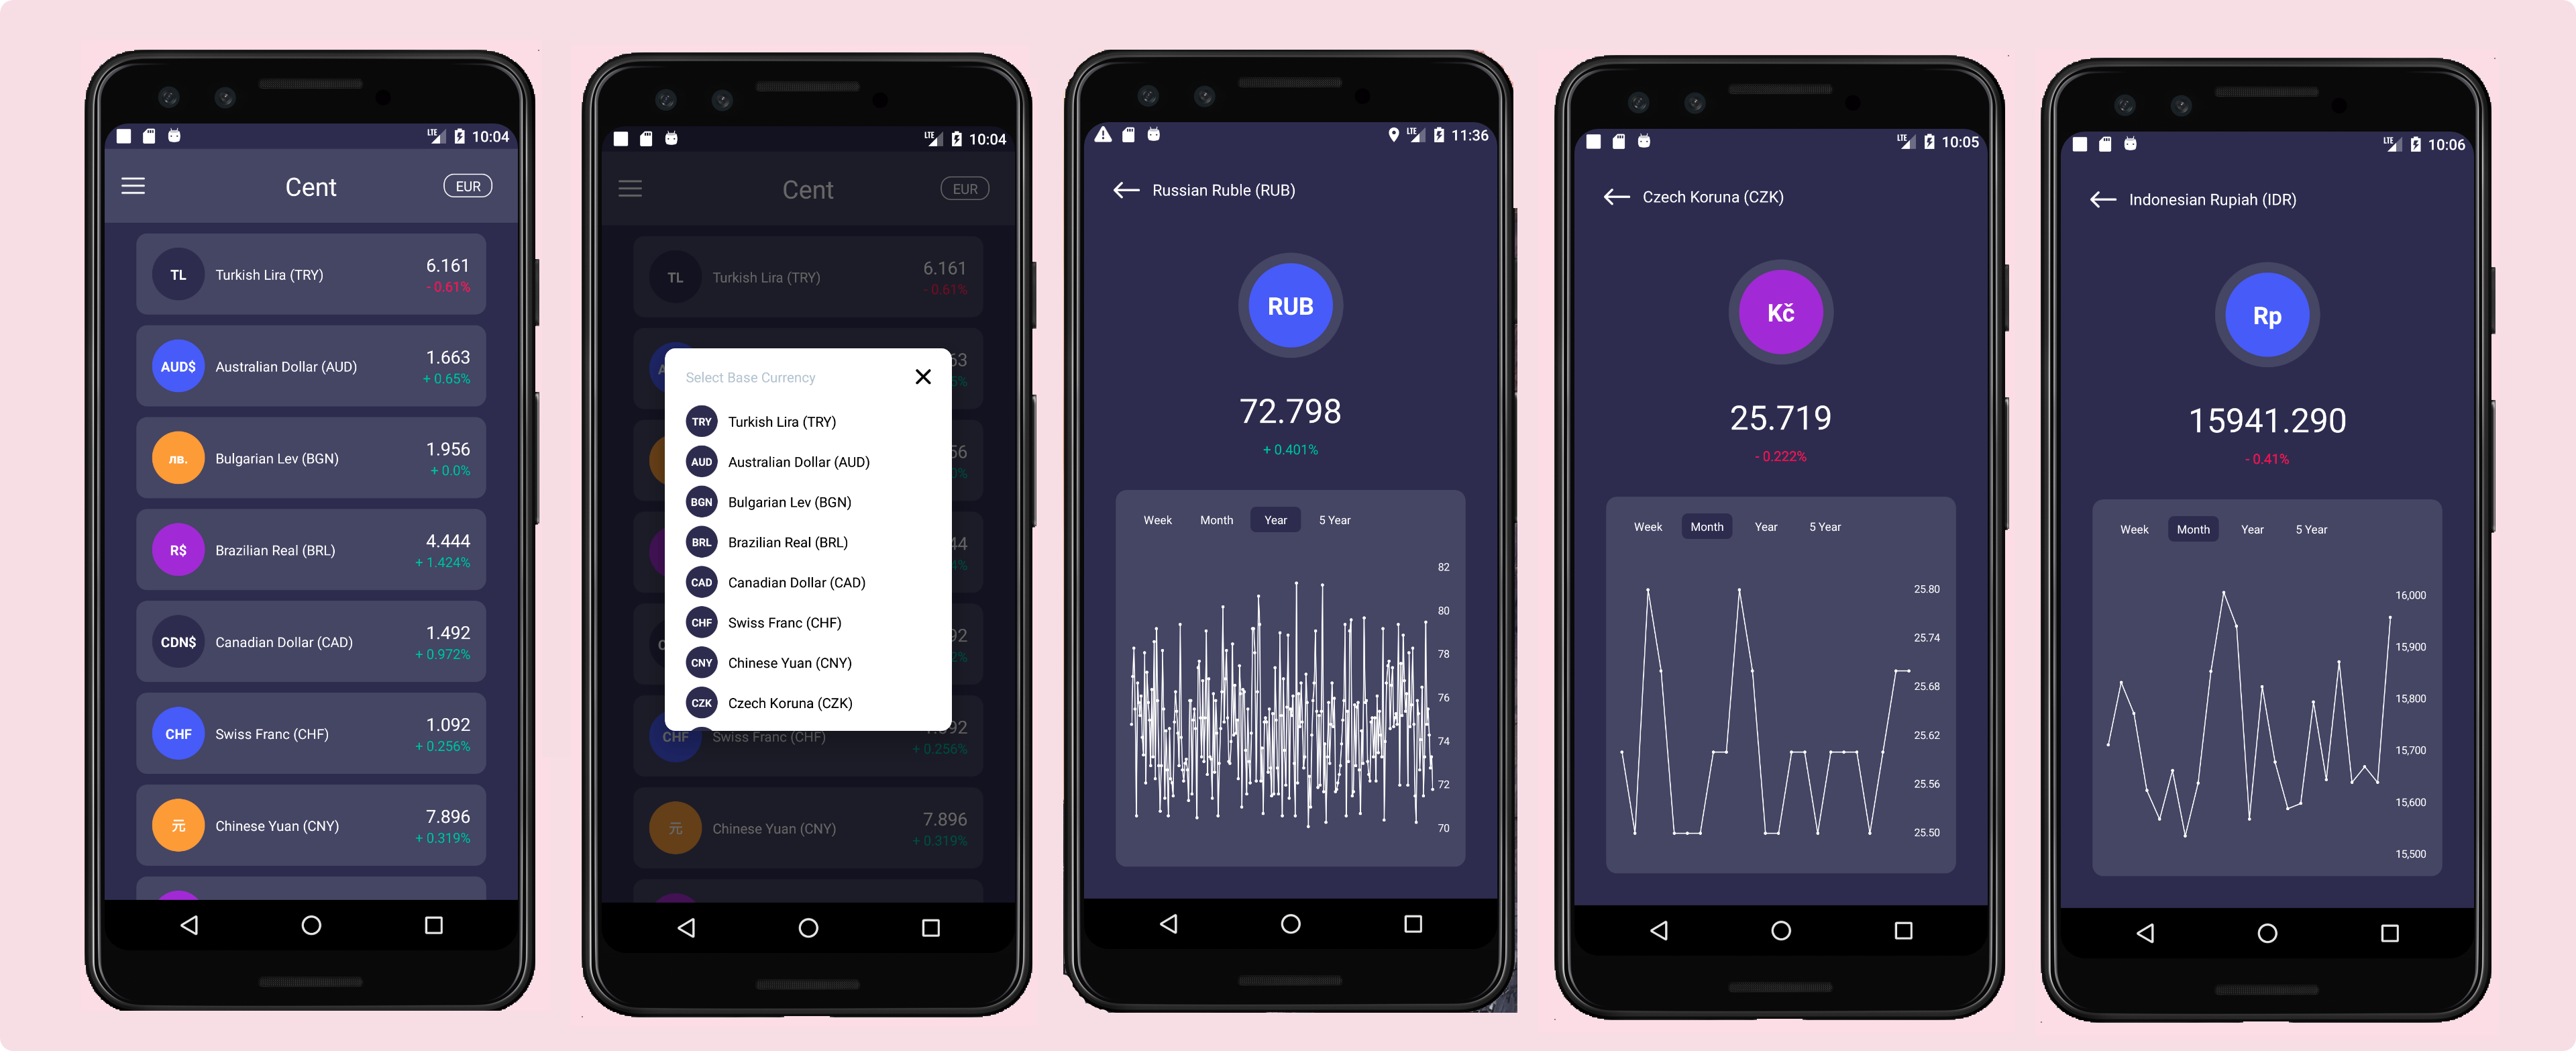 LTE 10:04
Cent
EUR
TL
Turkish Lira (TRY)
6.161
- 0.61%
AUD$
Australian Dollar (AUD)
1.663
+ 0.65%
лв.
Bulgarian Lev (BGN)
1.956
+ 0.0%
R$
Brazilian Real (BRL)
4.444
+ 1.424%
CDN$
Canadian Dollar (CAD)
1.492
+ 0.972%
CHF
Swiss Franc (CHF)
1.092
+ 0.256%
元
Chinese Yuan (CNY)
7.896
+ 0.319%
LTE 10:04
Cent
EUR
TL
Turkish Lira (TRY)
6.161
- 0.61%
Select Base Currency
TRY Turkish Lira (TRY)
AUD Australian Dollar (AUD)
BGN Bulgarian Lev (BGN)
BRL Brazilian Real (BRL)
CAD Canadian Dollar (CAD)
CHF Swiss Franc (CHF)
CNY Chinese Yuan (CNY)
CZK Czech Koruna (CZK)
CHF
Swiss Franc (CHF)
+ 0.256%
元
Chinese Yuan (CNY)
7.896
+ 0.319%
LTE 11:36
Russian Ruble (RUB)
RUB
72.798
+ 0.401%
Week Month Year 5 Year
82
80
78
76
74
72
70
LTE 10:05
Czech Koruna (CZK)
Kč
25.719
- 0.222%
Week Month Year 5 Year
25.80
25.74
25.68
25.62
25.56
25.50
LTE 10:06
Indonesian Rupiah (IDR)
Rp
15941.290
- 0.41%
Week Month Year 5 Year
16,000
15,900
15,800
15,700
15,600
15,500